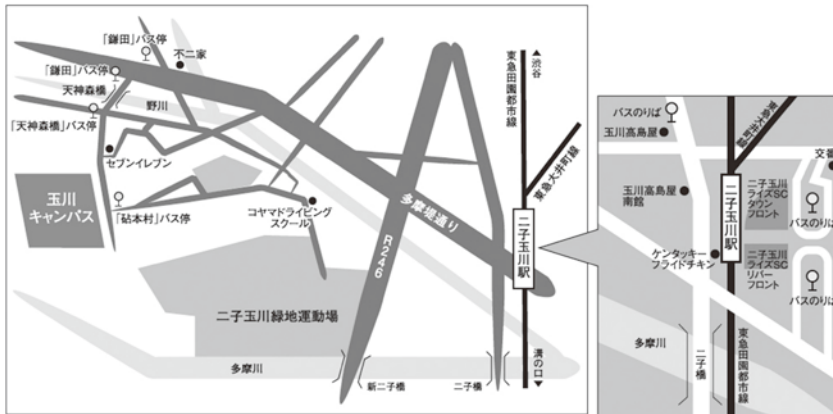 「鎌田」バス停
不二家
「鎌田」バス停
天神森橋
野川
「天神森橋」バス停
セブンイレブン
玉川
キャンパス
「砧本村」バス停
コヤマドライビング
スクール
多摩堤通り
R246
二子玉川緑地運動場
多摩川
新二子橋
二子橋
▲渋谷
東急田園都市線
東急大井町線
二子玉川駅
溝の口▼
バスのりば
玉川高島屋
東急大井町線
交番
玉川高島屋
南館
二子玉川駅
二子玉川
ライズSC
タウン
フロント
バスのりば
ケンタッキー
フライドチキン
二子玉川
ライズSC
リバー
フロント
バスのりば
多摩川
二子橋
東急田園都市線